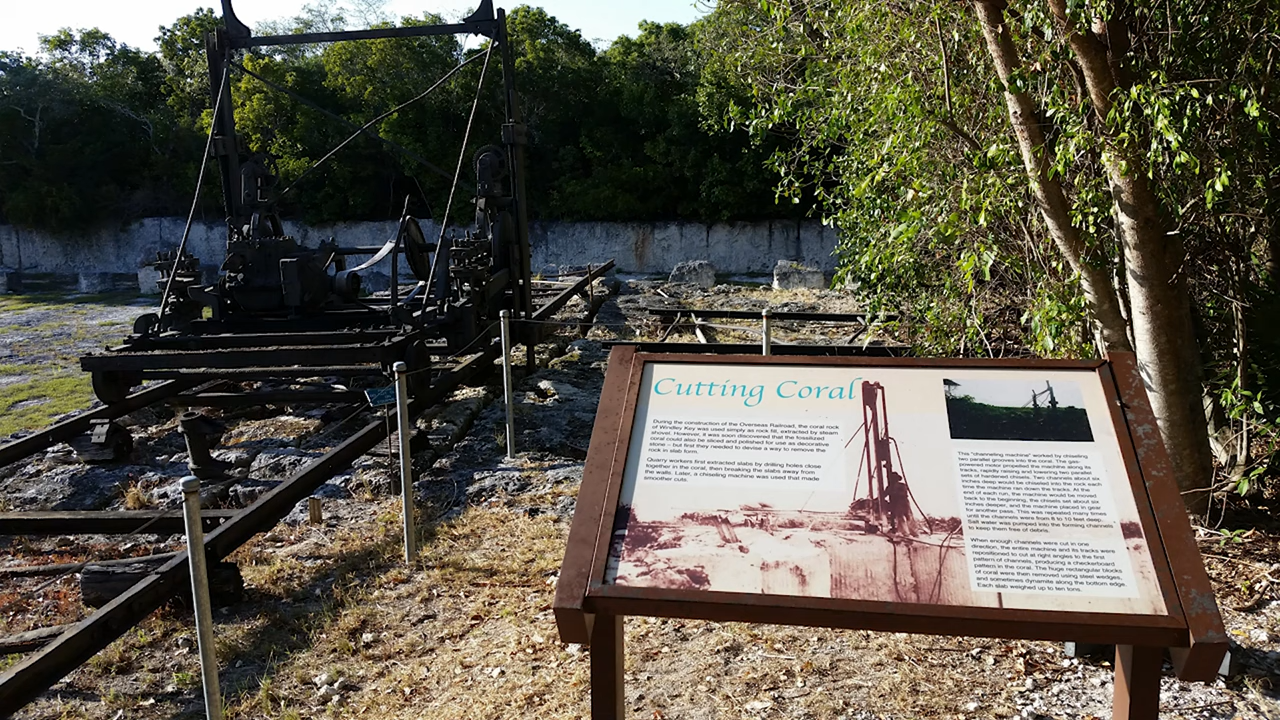 Cutting Coral
During the construction of the Overseas Railroad, the coral rock
of Windley Key was used simply as rock fill, extracted by steam
shovel. However, it was soon discovered that the fossilized
coral could also be sliced and polished for use as decorative
stone - but first they needed to devise a way to remove the
rock in slab form.
Quarry workers first extracted slabs by drilling holes close
together in the coral, then breaking the slabs away from
the walls. Later, a chiseling machine was used that made
smoother cuts.
This "channeling machine" worked by chiseling
two parallel grooves into the coral. The gas-
powered motor propelled the machine along its
tracks, rapidly raising and lowering two parallel
sets of hardened chisels. Two channels about six
inches deep would be chiseled into the rock each
time the machine ran down the tracks. At the
end of each run, the machine would be moved
back to the beginning, the chisels set about six
inches deeper, and the machine placed in gear
for another pass. This was repeated many times
until the channels were from 8 to 10 feet deep.
Salt water was pumped into the forming channels
to keep them free of debris.
When enough channels were cut in one
direction, the entire machine and its tracks were
repositioned to cut at right angles to the first
pattern of channels, producing a checkerboard
pattern in the coral. The huge rectangular blocks
of coral were then removed using steel wedges,
and sometimes dynamite along the bottom edge.
Each slab weighed up to ten tons.